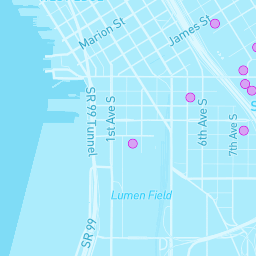 Marion St
James St
SR 99 Tunnel
1st Ave S
6th Ave S
7th Ave S
Lumen Field
SR 99